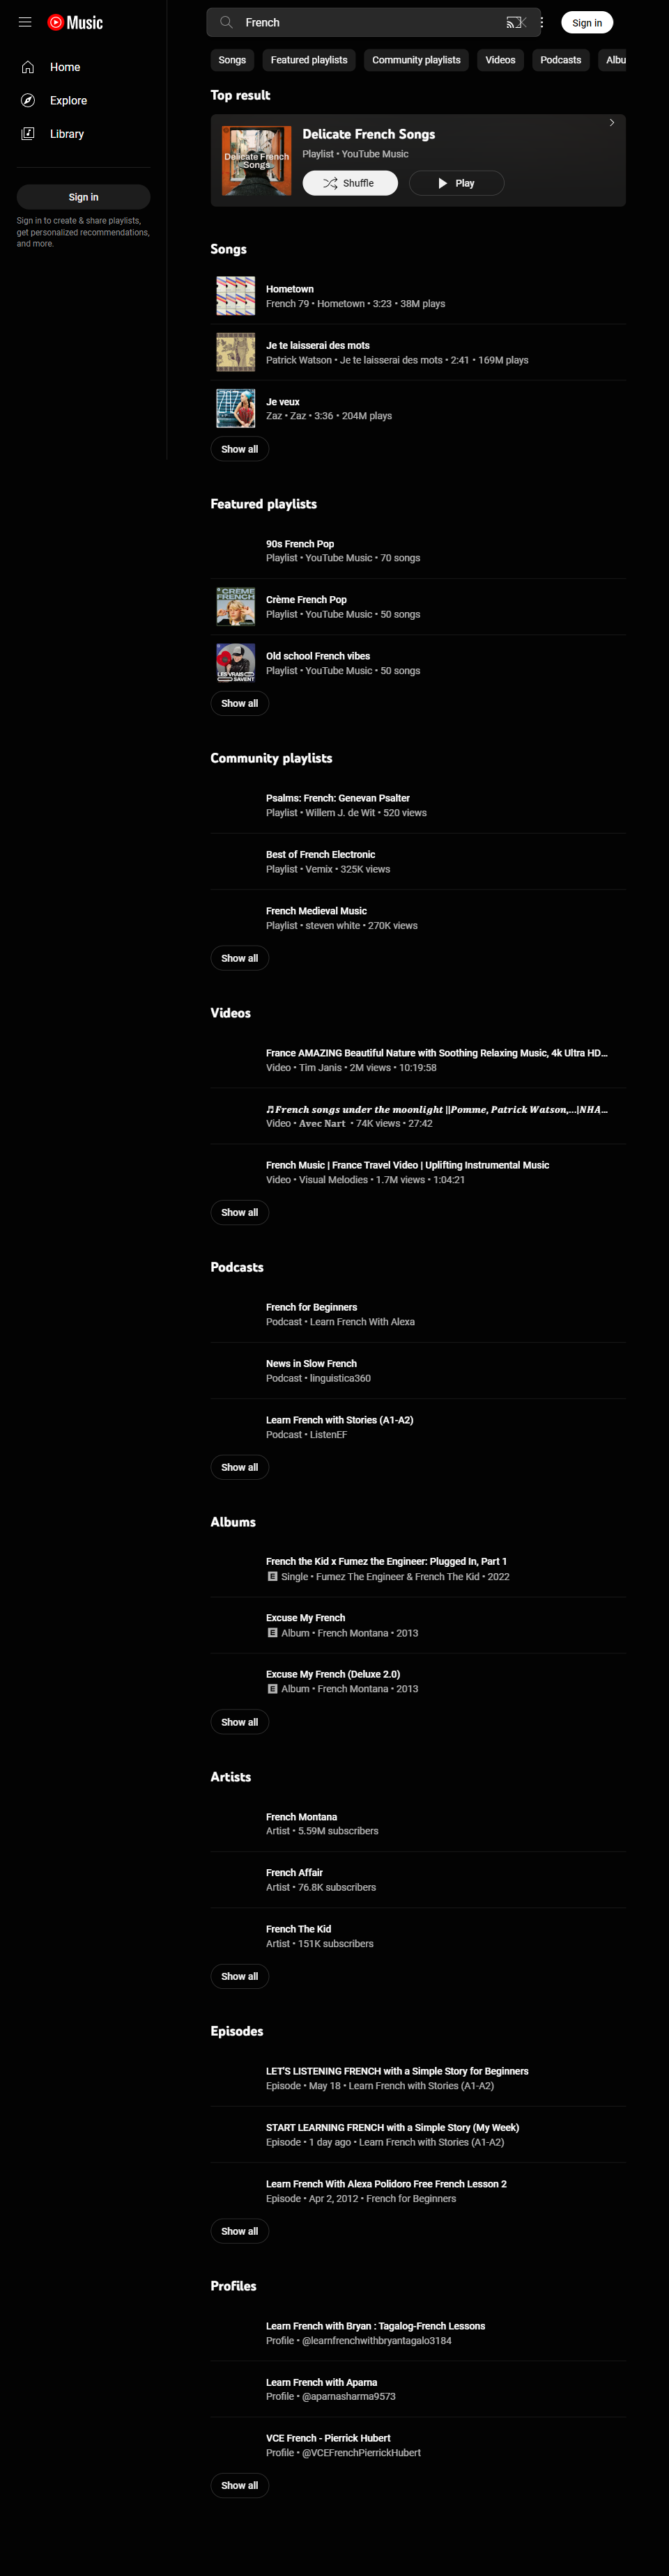 Music
French
Sign in
Home
Explore
Library
Sign in
Sign in to create & share playlists,
get personalized recommendations,
and more.
Songs
Featured playlists
Community playlists
Videos
Podcasts
Albu
Top result
Delicate French
Songs
Delicate French Songs
Playlist • YouTube Music
Shuffle
Play
Songs
Hometown
French 79 • Hometown • 3:23 • 38M plays
Je te laisserai des mots
Patrick Watson • Je te laisserai des mots • 2:41 • 169M plays
ZAZ
Je veux
Zaz • Zaz • 3:36 • 204M plays
Show all
Featured playlists
90s French Pop
Playlist • YouTube Music • 70 songs
CRÈME
FRENCH
Crème French Pop
Playlist • YouTube Music • 50 songs
LES VRAIS
SAVENT
Old school French vibes
Playlist • YouTube Music • 50 songs
Show all
Community playlists
Psalms: French: Genevan Psalter
Playlist • Willem J. de Wit • 520 views
Best of French Electronic
Playlist • Vemix • 325K views
French Medieval Music
Playlist • steven white • 270K views
Show all
Videos
France AMAZING Beautiful Nature with Soothing Relaxing Music, 4k Ultra HD...
Video • Tim Janis • 2M views • 10:19:58
🎵French songs under the moonlight ||Pomme, Patrick Watson,...|NHẠ...
Video • Avec Nart • 74K views • 27:42
French Music | France Travel Video | Uplifting Instrumental Music
Video • Visual Melodies • 1.7M views • 1:04:21
Show all
Podcasts
French for Beginners
Podcast • Learn French With Alexa
News in Slow French
Podcast • linguistica360
Learn French with Stories (A1-A2)
Podcast • ListenEF
Show all
Albums
French the Kid x Fumez the Engineer: Plugged In, Part 1
E Single • Fumez The Engineer & French The Kid • 2022
Excuse My French
E Album • French Montana • 2013
Excuse My French (Deluxe 2.0)
E Album • French Montana • 2013
Show all
Artists
French Montana
Artist • 5.59M subscribers
French Affair
Artist • 76.8K subscribers
French The Kid
Artist • 151K subscribers
Show all
Episodes
LET'S LISTENING FRENCH with a Simple Story for Beginners
Episode • May 18 • Learn French with Stories (A1-A2)
START LEARNING FRENCH with a Simple Story (My Week)
Episode • 1 day ago • Learn French with Stories (A1-A2)
Learn French With Alexa Polidoro Free French Lesson 2
Episode • Apr 2, 2012 • French for Beginners
Show all
Profiles
Learn French with Bryan : Tagalog-French Lessons
Profile • @learnfrenchwithbryantagalo3184
Learn French with Aparna
Profile • @aparnasharma9573
VCE French - Pierrick Hubert
Profile • @VCEFrenchPierrickHubert
Show all